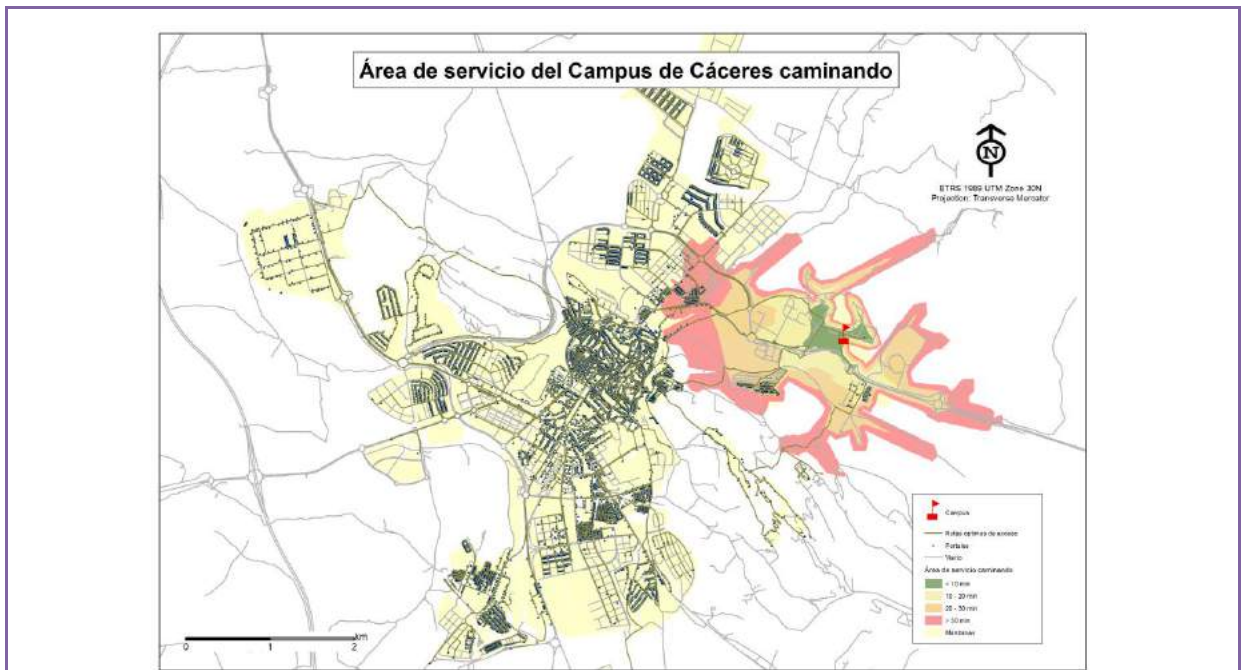 Área de servicio del Campus de Cáceres caminando
N
ETRS 1989 UTM Zone 30N
Projection: Transverse Mercator
Campus
Rutas optimas de acceso
Portales
Viario
Área de servicio caminando
< 10 min
10 - 20 min
20 - 30 min
> 30 min
Manzanas
km
0 1 2